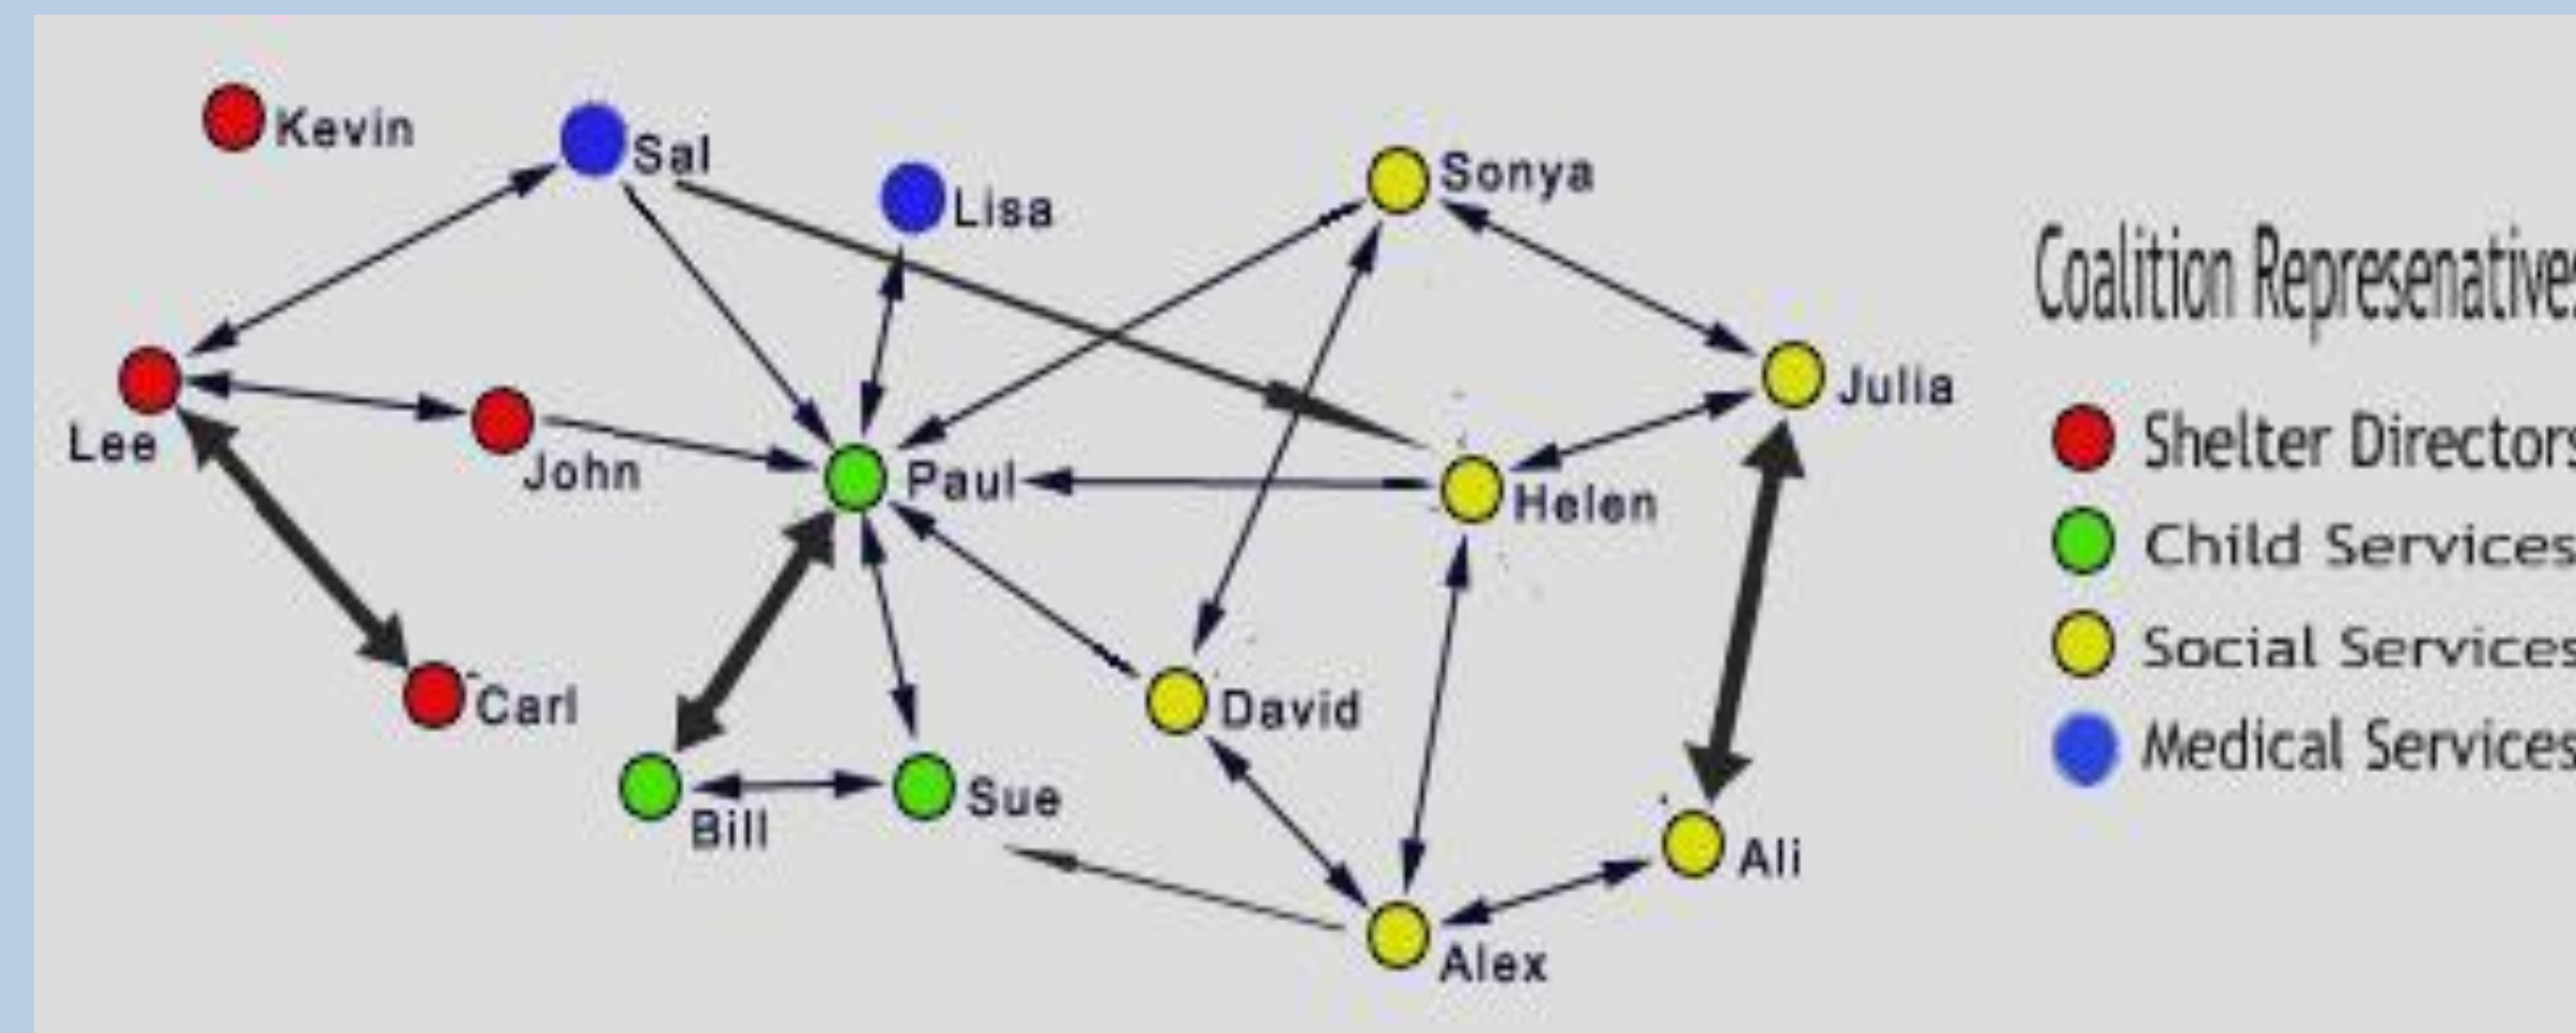 Kevin
Sal
Lisa
Sonya
Julia
Lee
John
Paul
Helen
Carl
David
Bill
Sue
Ali
Alex
Coalition Represenatives
Shelter Directors
Child Services
Social Services
Medical Services